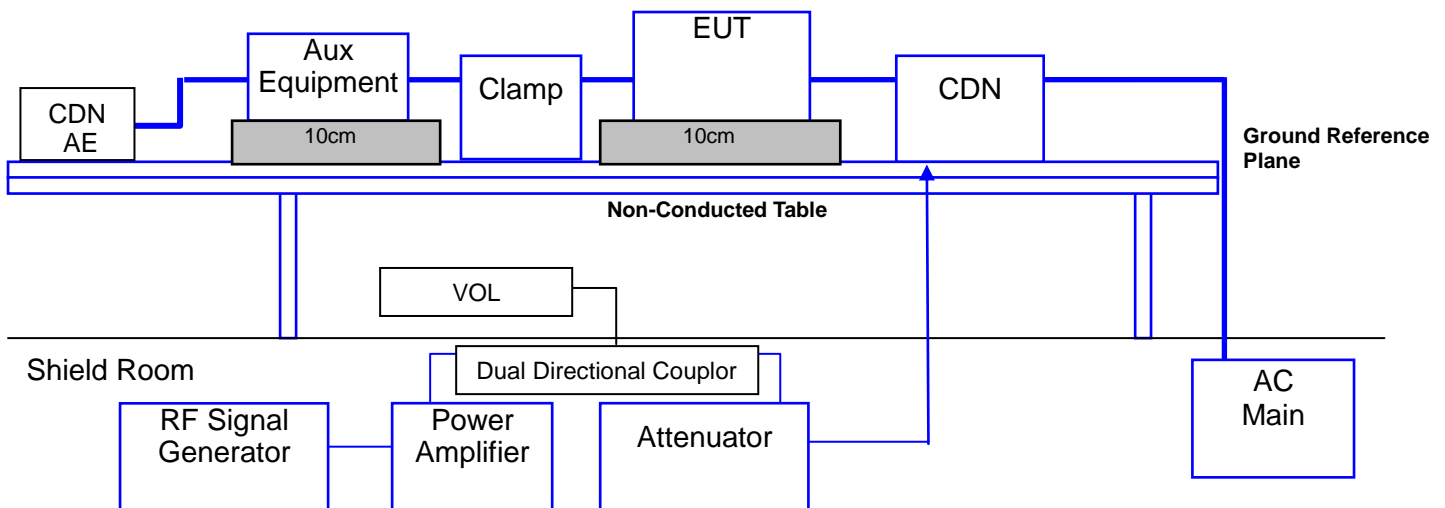 CDN
AE
Aux
Equipment
10cm
Clamp
EUT
10cm
CDN
Ground Reference
Plane
Non-Conducted Table
VOL
Shield Room
Dual Directional Couplor
RF Signal
Generator
Power
Amplifier
Attenuator
AC
Main